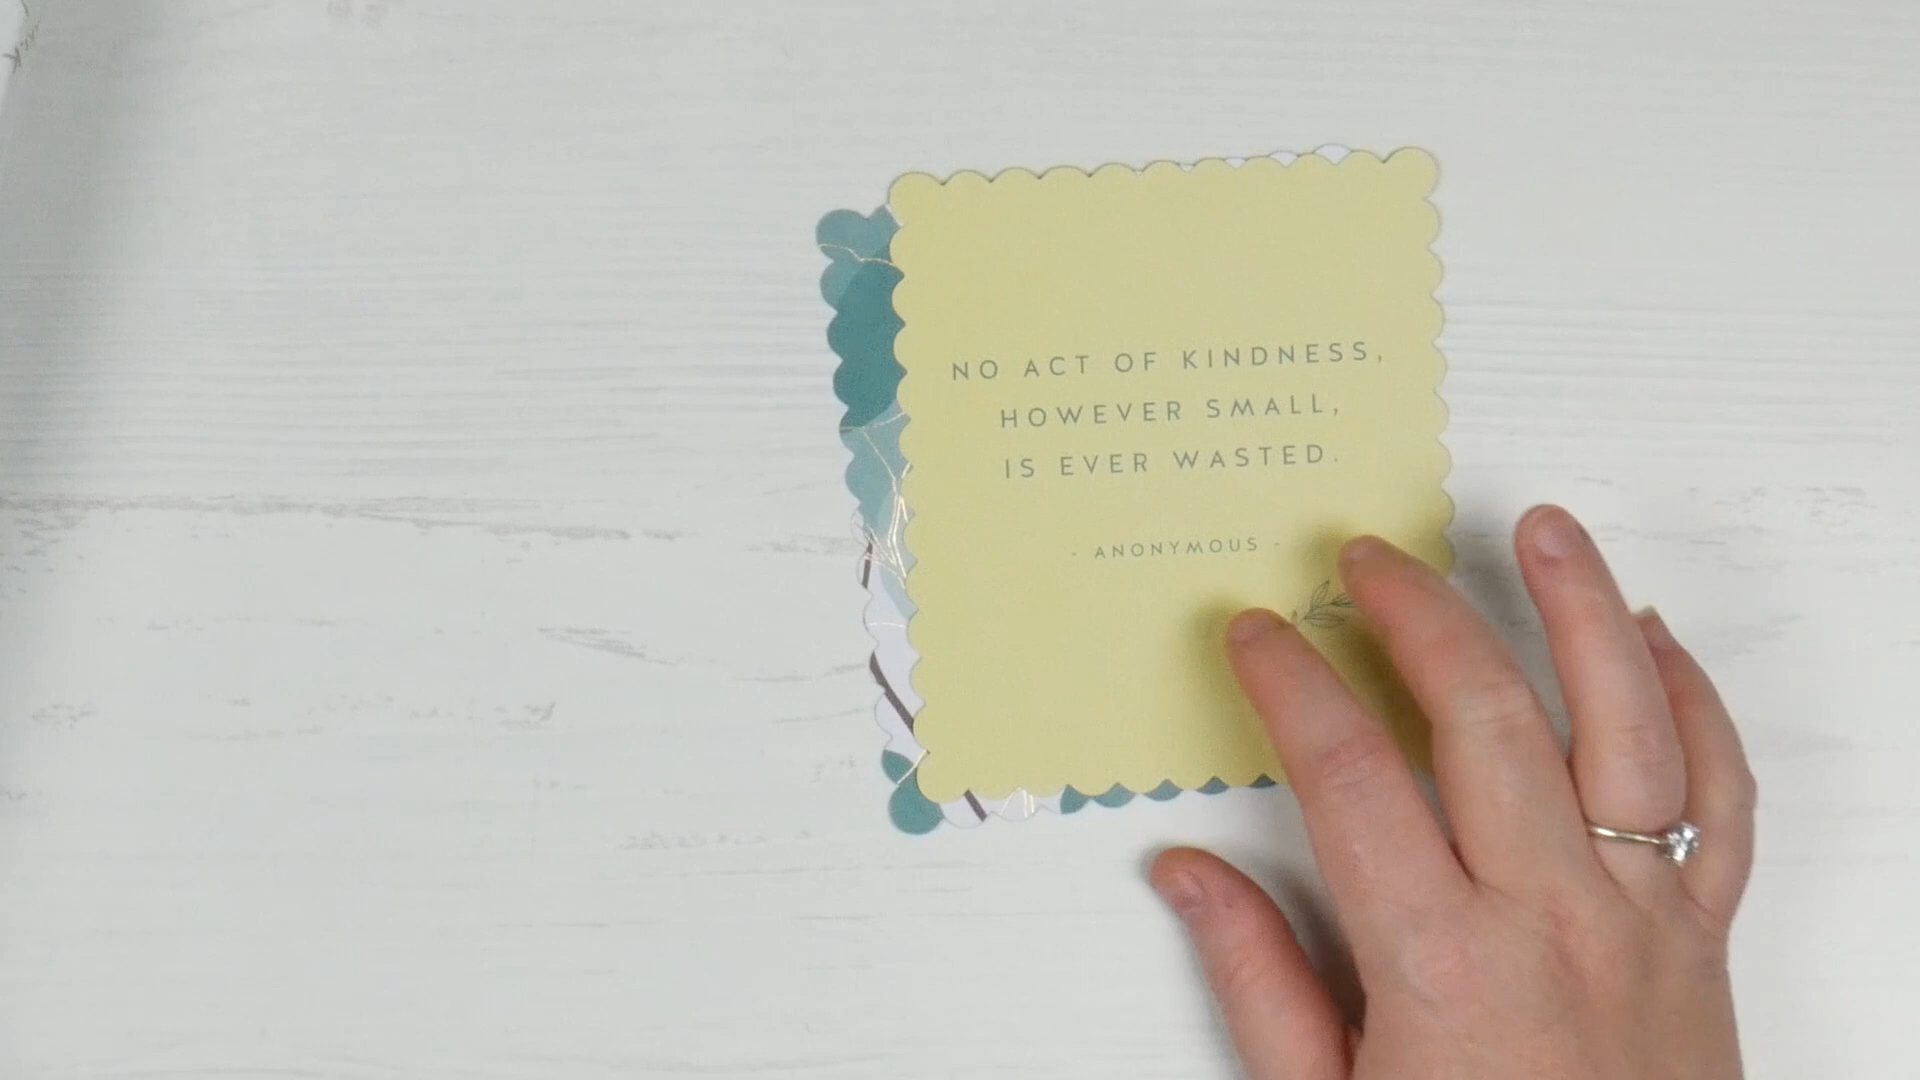 NO ACT OF KINDNESS,
HOWEVER SMALL,
IS EVER WASTED.
- ANONYMOUS -